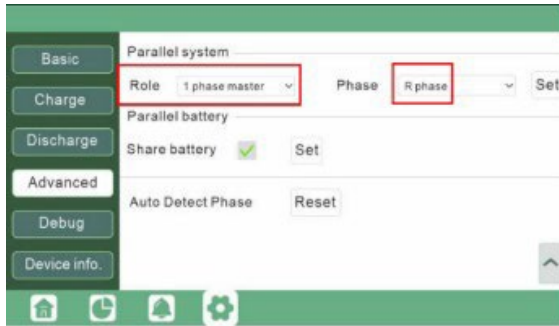 Basic
Charge
Discharge
Advanced
Debug
Device info.
Parallel system
Role 1 phase master Phase R phase Set
Parallel battery
Share battery Set
Auto Detect Phase Reset